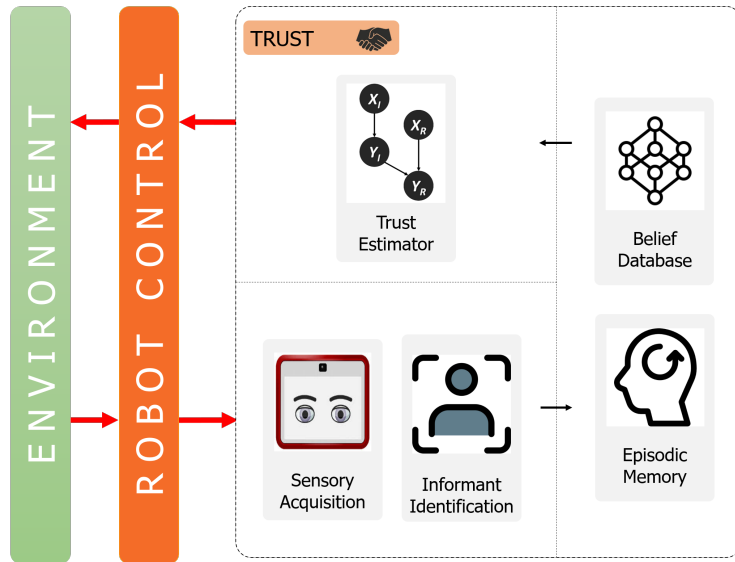 ENVIRONMENT
ROBOT CONTROL
TRUST
X_I
X_R
Y_I
Y_R
Trust
Estimator
Belief
Database
Sensory
Acquisition
Informant
Identification
Episodic
Memory